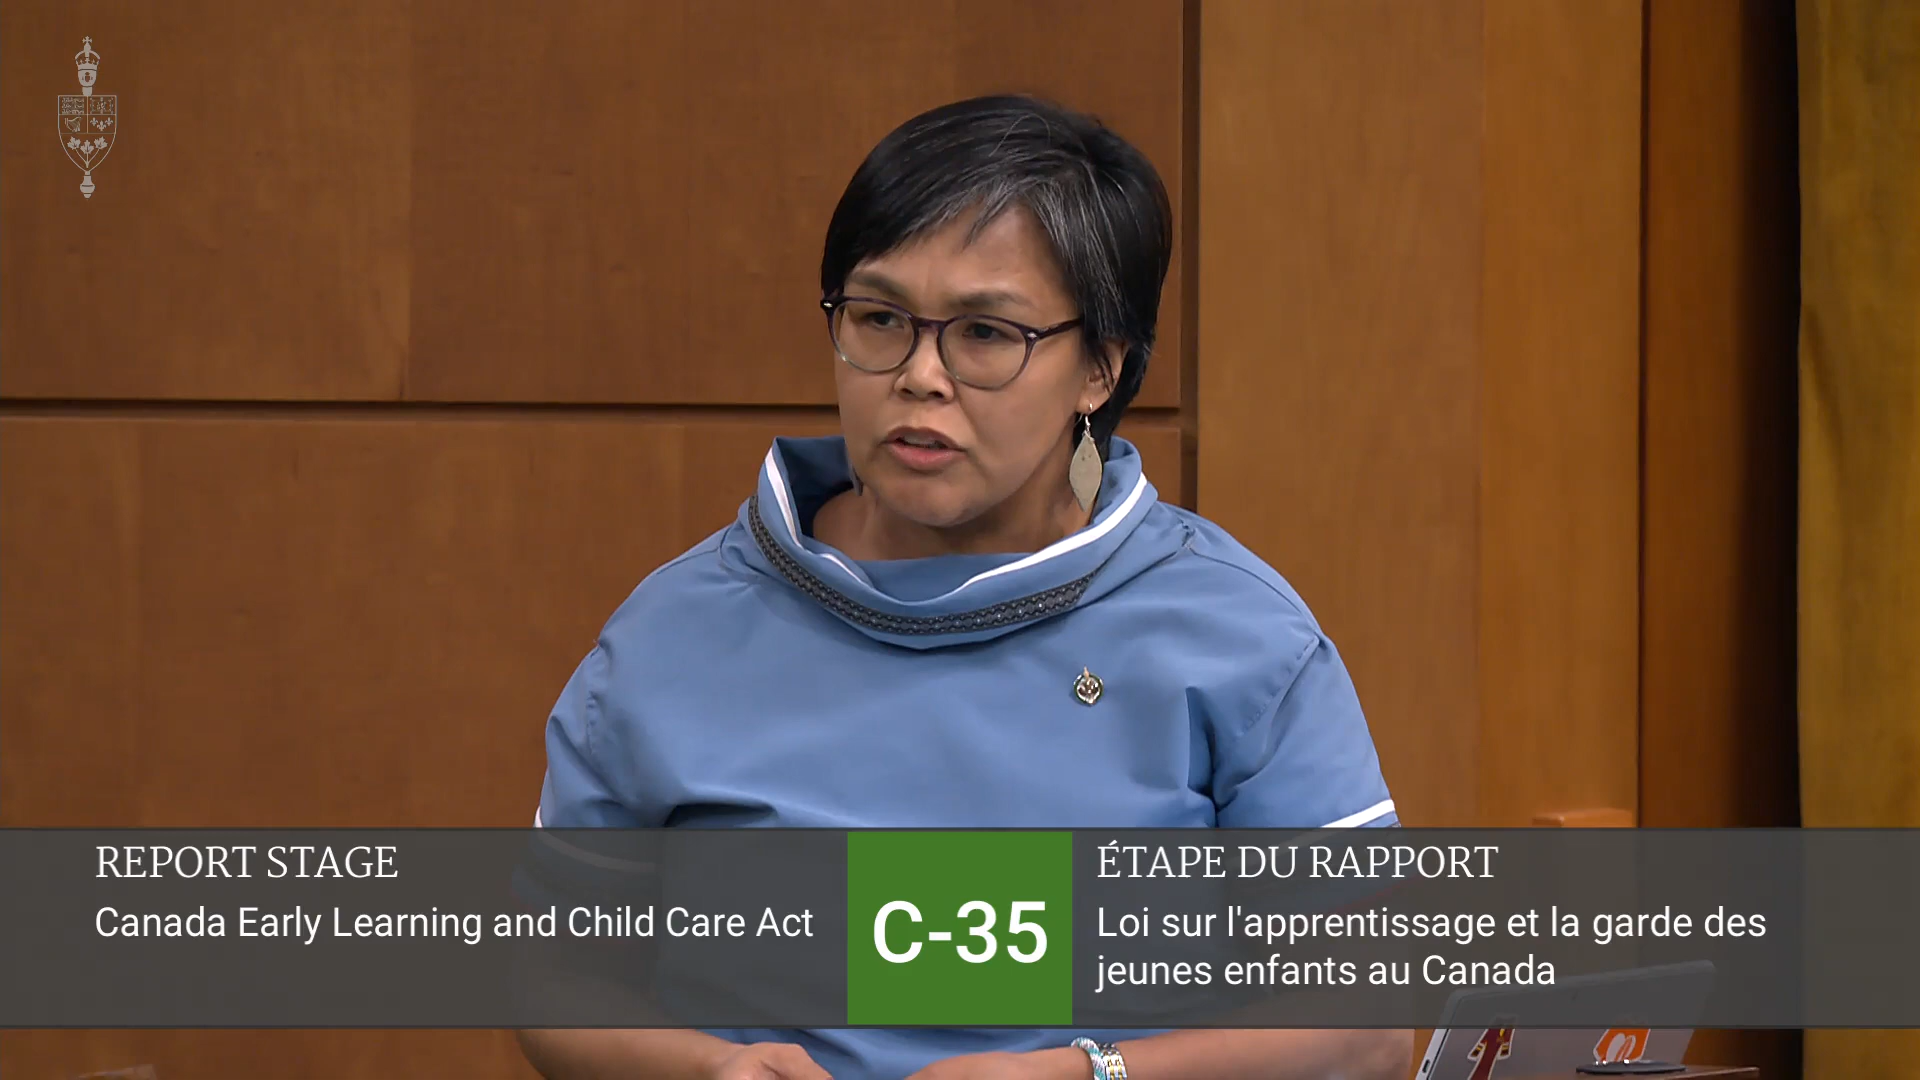 REPORT STAGE
Canada Early Learning and Child Care Act
C-35
ÉTAPE DU RAPPORT
Loi sur l'apprentissage et la garde des
jeunes enfants au Canada